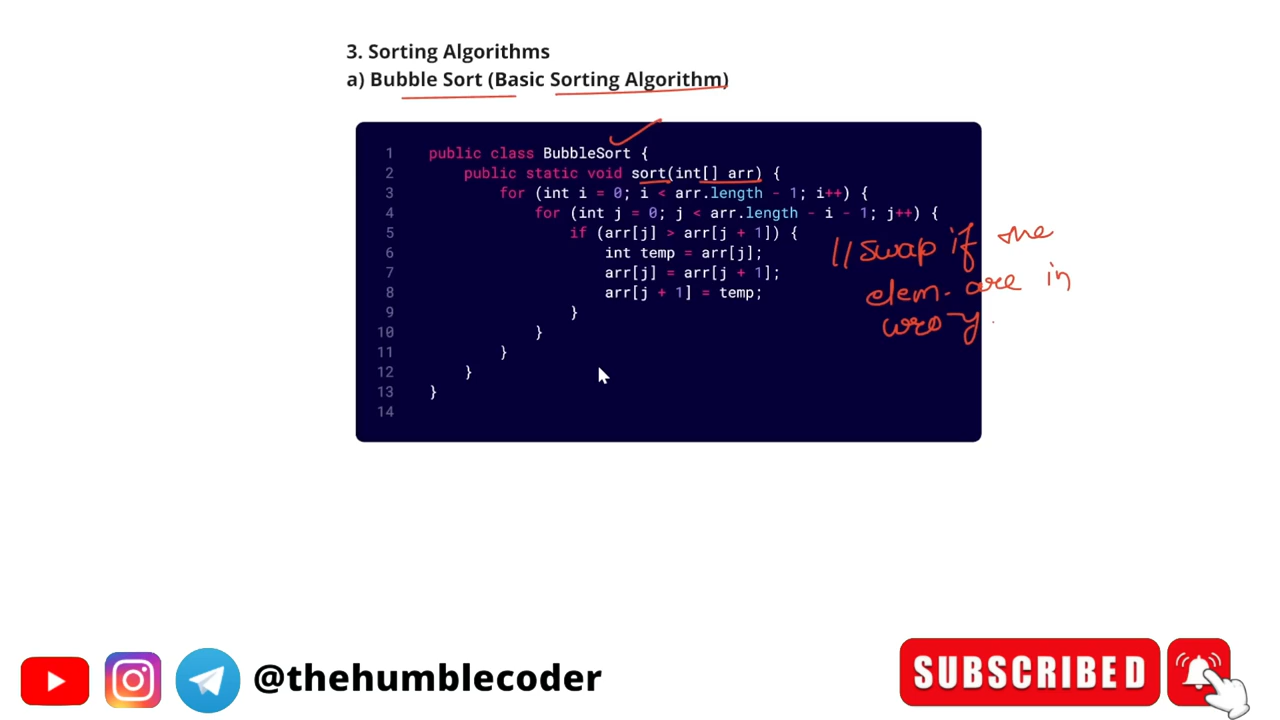 3. Sorting Algorithms
a) Bubble Sort (Basic Sorting Algorithm)
1 public class BubbleSort {
2 public static void sort(int[] arr) {
3 for (int i = 0; i < arr.length - 1; i++) {
4 for (int j = 0; j < arr.length - i - 1; j++) {
5 if (arr[j] > arr[j + 1]) {
6 int temp = arr[j];
7 arr[j] = arr[j + 1];
8 arr[j + 1] = temp;
9 }
10 }
11 }
12 }
13 }
14
//swap if the
elem. are in
@thehumblecoder
SUBSCRIBED